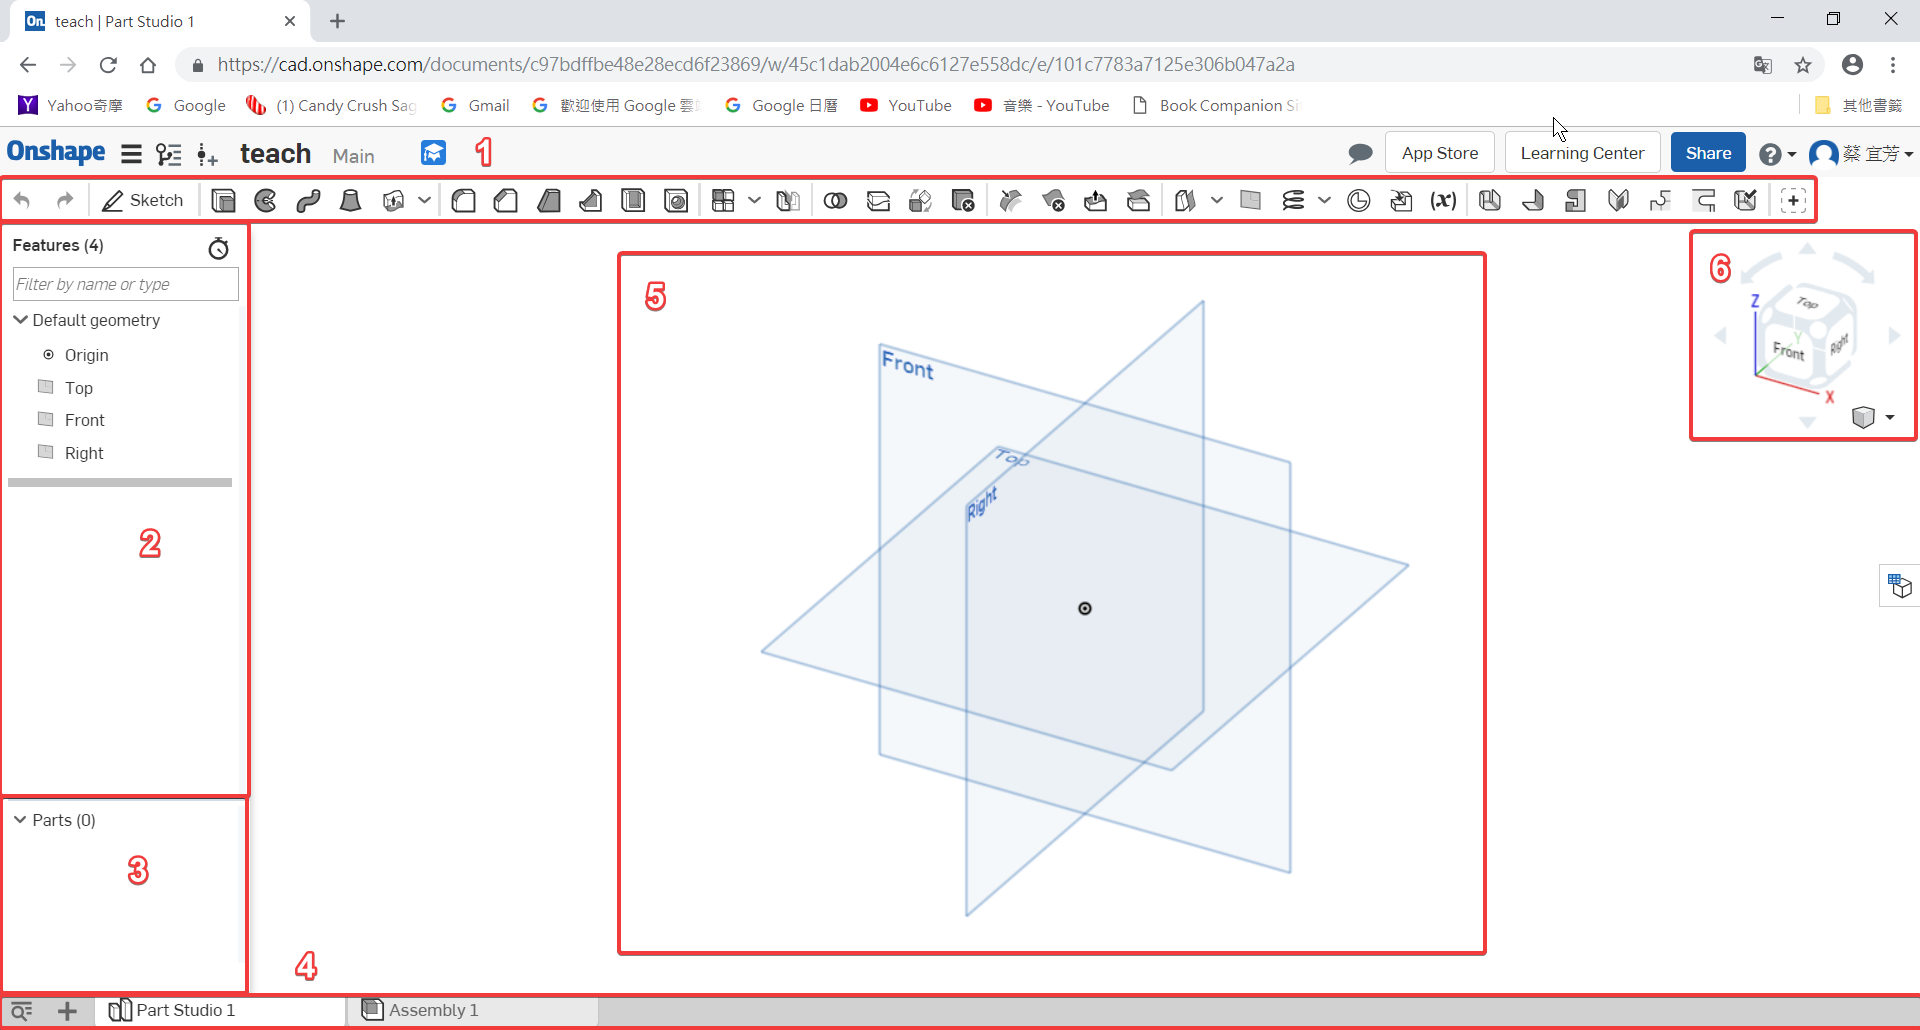 On teach | Part Studio 1
https://cad.onshape.com/documents/c97bdffbe48e28ecd6f23869/w/45c1dab2004e6c6127e558dc/e/101c7783a7125e306b047a2a
Yahoo奇摩 Google (1) Candy Crush Sag Gmail 歡迎使用 Google 雲 Google 日曆 YouTube 音樂 - YouTube Book Companion Si 其他書籤
Onshape teach Main 1 App Store Learning Center Share 蔡 宜芳
Sketch (x)
Features (4)
Filter by name or type
Default geometry
Origin
Top
Front
Right
2
Parts (0)
3
4
5
Front
Top
Right
6
Z
Top
Y
Front
Right
X
Part Studio 1 Assembly 1